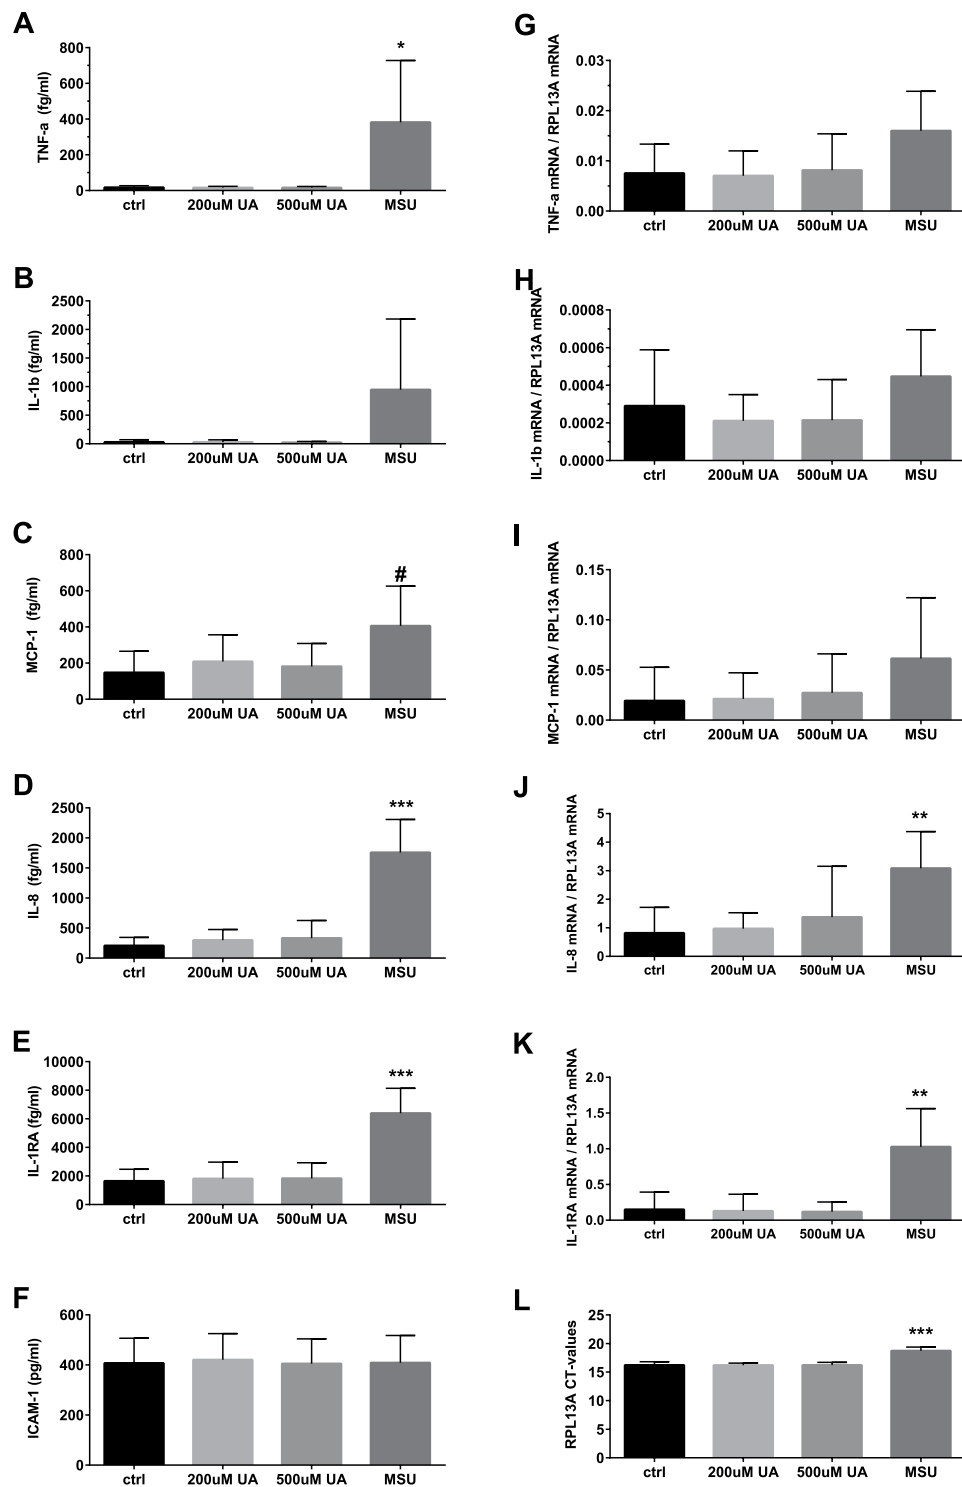 A
TNF-a (fg/ml)
*
800
600
400
200
0
ctrl 200uM UA 500uM UA MSU
B
IL-1b (fg/ml)
2500
2000
1500
1000
500
0
ctrl 200uM UA 500uM UA MSU
C
MCP-1 (fg/ml)
#
800
600
400
200
0
ctrl 200uM UA 500uM UA MSU
D
IL-8 (fg/ml)
***
2500
2000
1500
1000
500
0
ctrl 200uM UA 500uM UA MSU
E
IL-1RA (fg/ml)
***
10000
8000
6000
4000
2000
0
ctrl 200uM UA 500uM UA MSU
F
ICAM-1 (pg/ml)
600
400
200
0
ctrl 200uM UA 500uM UA MSU
G
TNF-a mRNA / RPL13A mRNA
0.03
0.02
0.01
0.00
ctrl 200uM UA 500uM UA MSU
H
IL-1b mRNA / RPL13A mRNA
0.0008
0.0006
0.0004
0.0002
0.0000
ctrl 200uM UA 500uM UA MSU
I
MCP-1 mRNA / RPL13A mRNA
0.15
0.10
0.05
0.00
ctrl 200uM UA 500uM UA MSU
J
IL-8 mRNA / RPL13A mRNA
**
5
4
3
2
1
0
ctrl 200uM UA 500uM UA MSU
K
IL-1RA mRNA / RPL13A mRNA
**
2.0
1.5
1.0
0.5
0.0
ctrl 200uM UA 500uM UA MSU
L
RPL13A CT-values
***
25
20
15
10
5
0
ctrl 200uM UA 500uM UA MSU